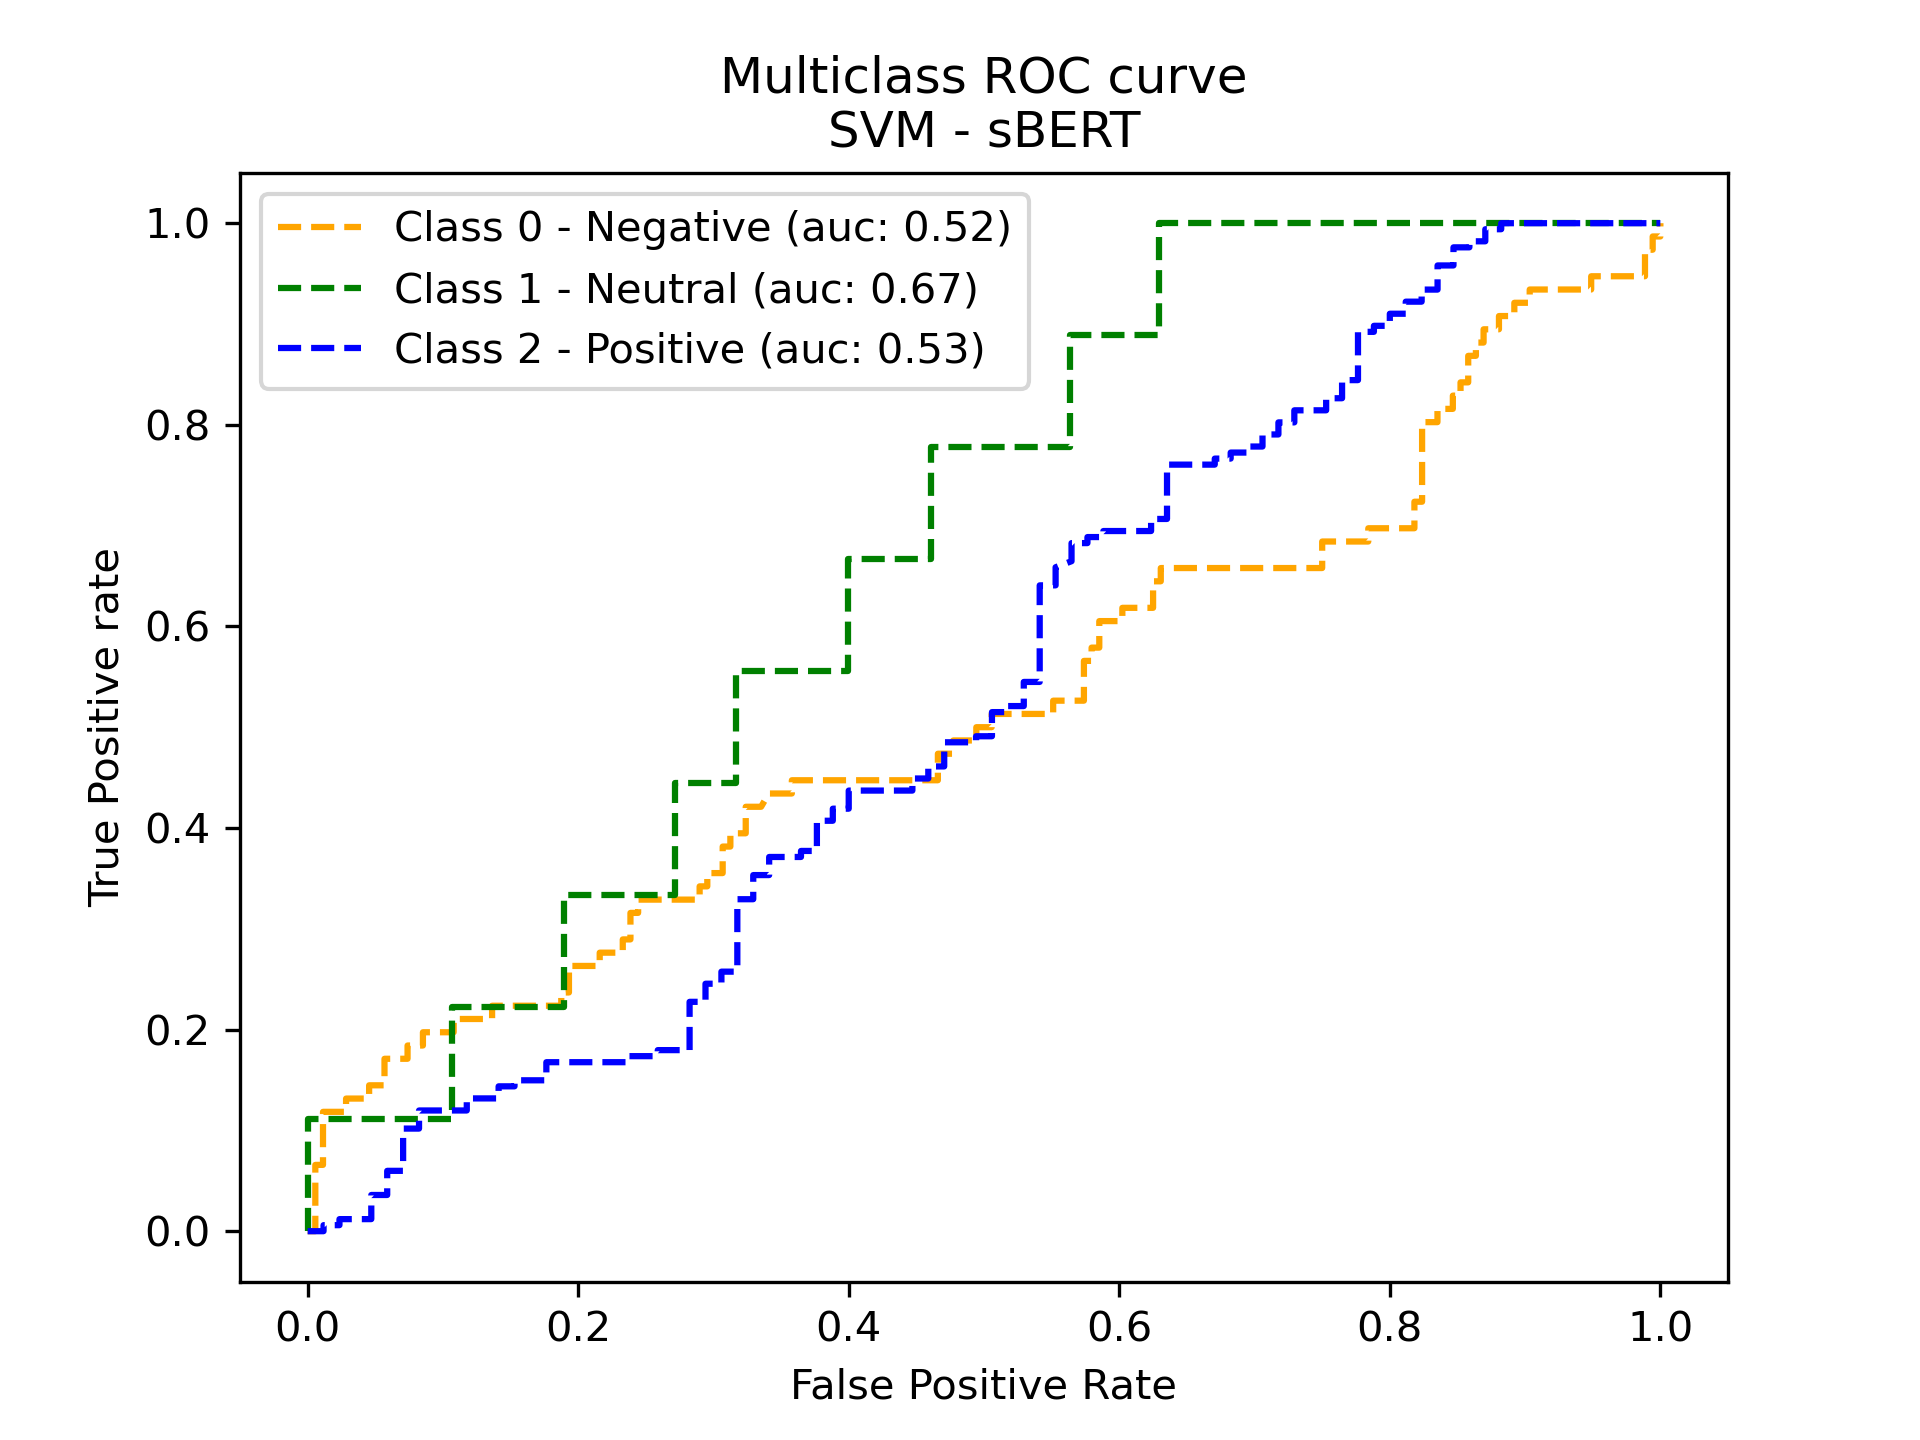 Multiclass ROC curve
SVM - sBERT
Class 0 - Negative (auc: 0.52)
Class 1 - Neutral (auc: 0.67)
Class 2 - Positive (auc: 0.53)
True Positive rate
1.0
0.8
0.6
0.4
0.2
0.0
0.0 0.2 0.4 0.6 0.8 1.0
False Positive Rate